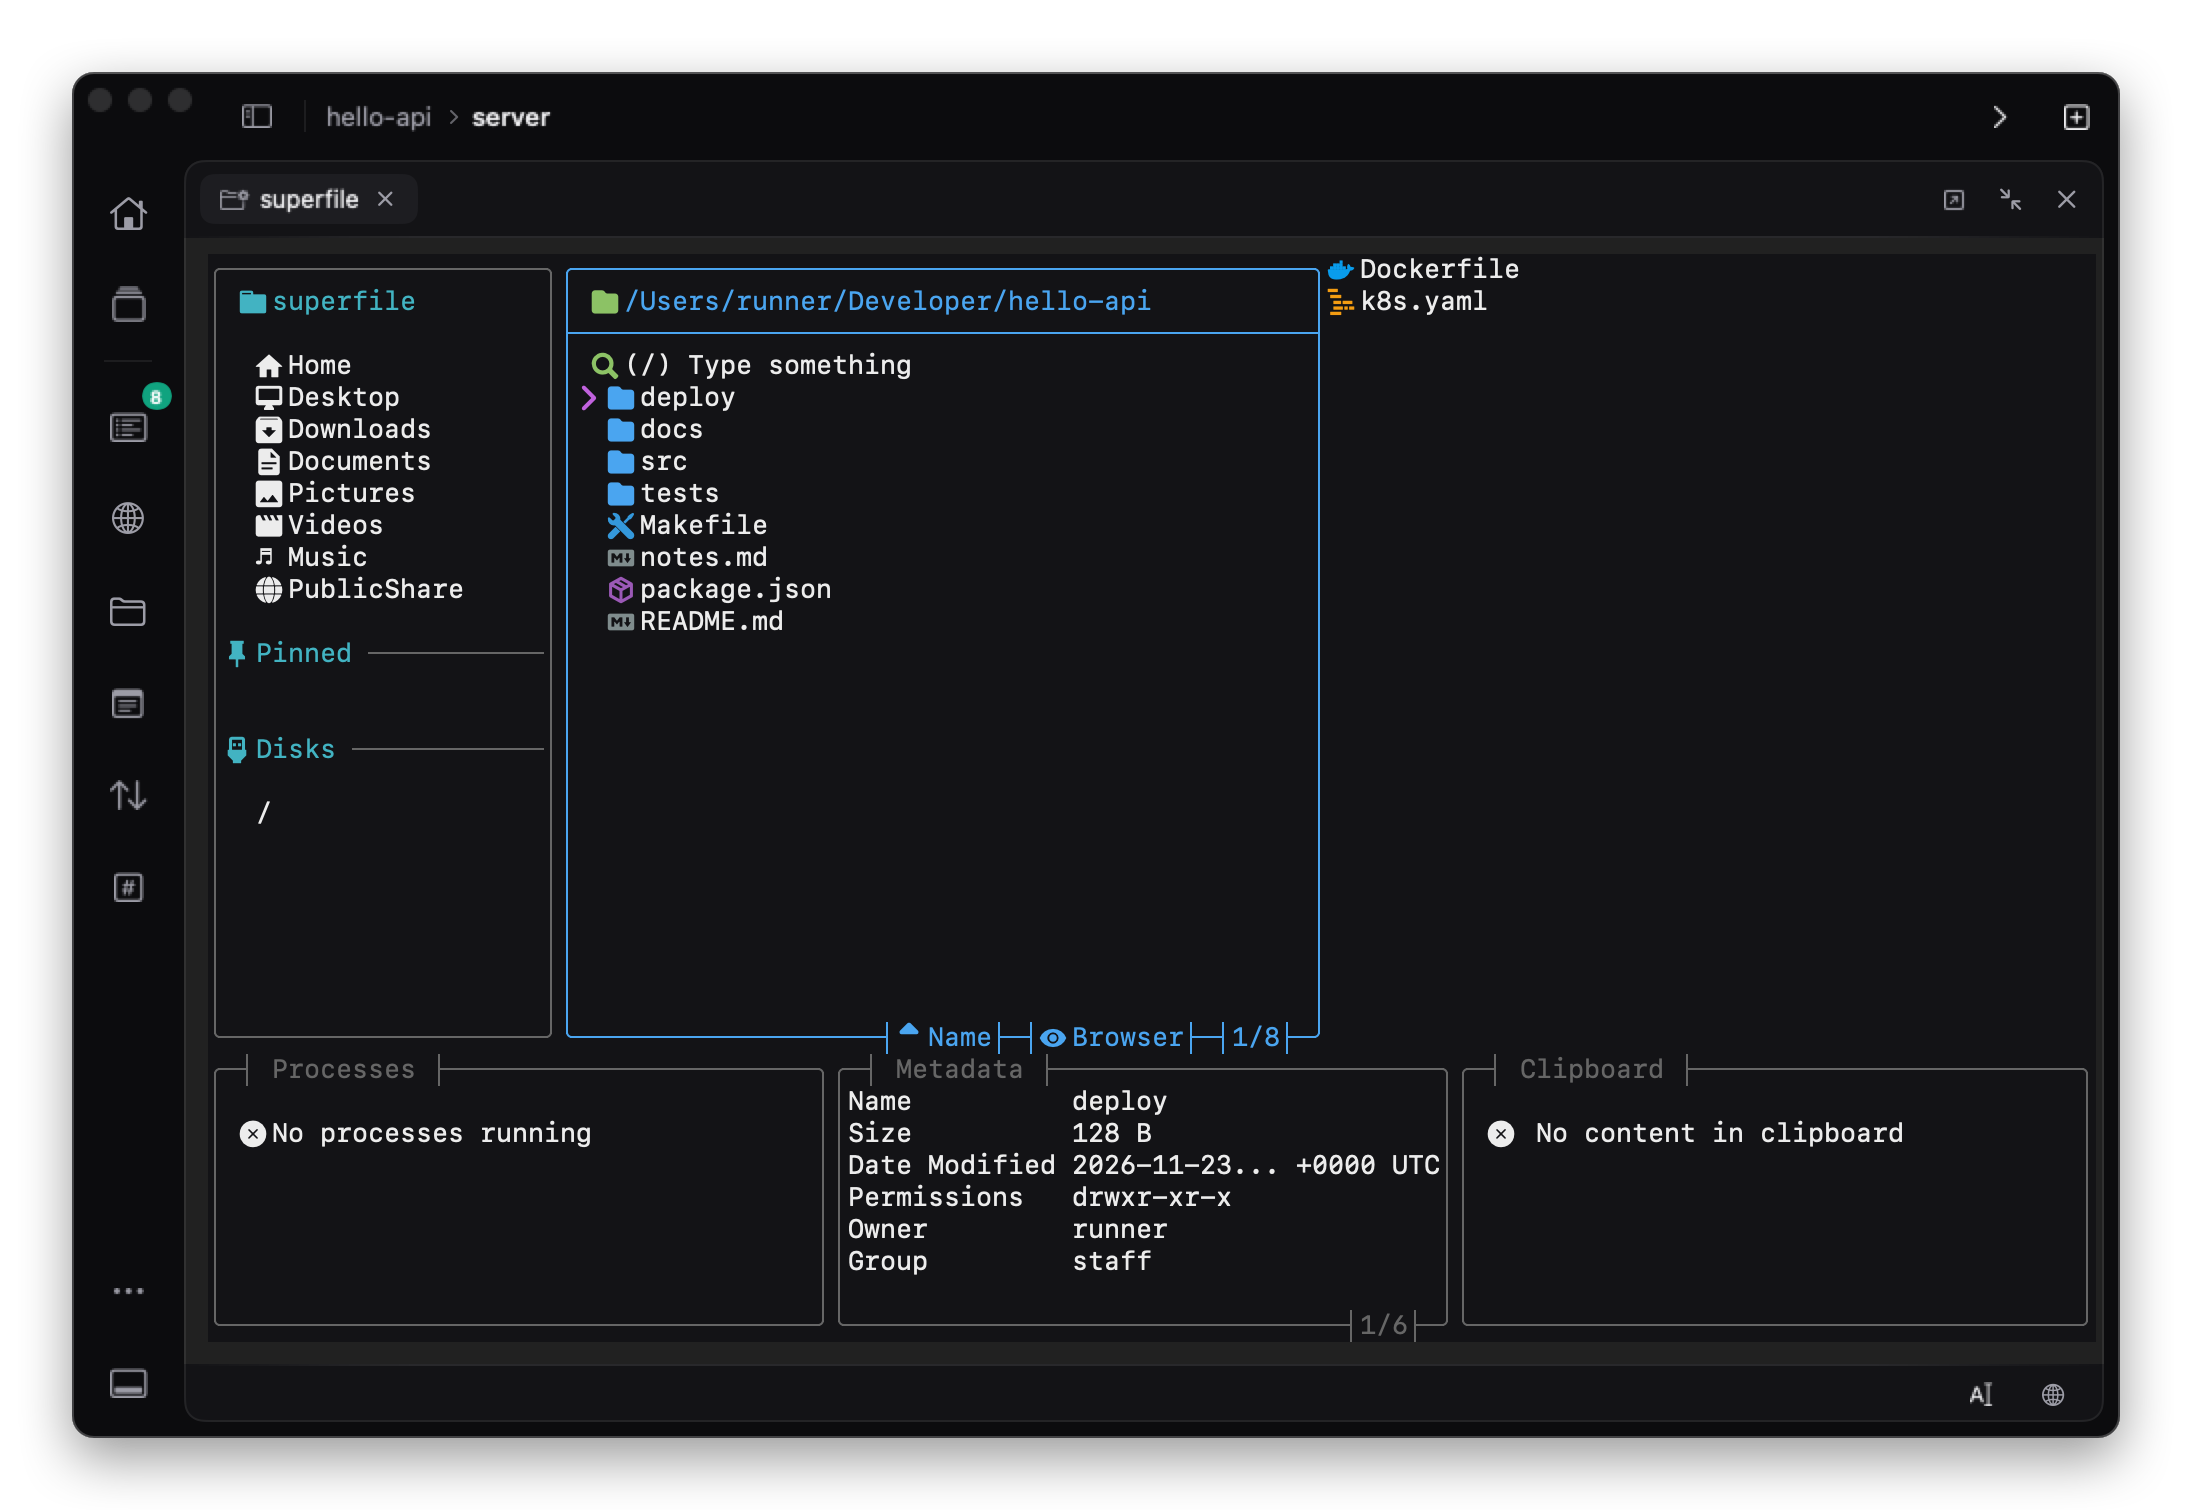 hello-api > server
8
superfile
superfile
Home
Desktop
Downloads
Documents
Pictures
Videos
Music
PublicShare
Pinned
Disks
/
/Users/runner/Developer/hello-api
(/) Type something
deploy
docs
src
tests
Makefile
notes.md
package.json
README.md
Name
Browser
1/8
Dockerfile
k8s.yaml
Processes
No processes running
Metadata
Name deploy
Size 128 B
Date Modified 2026-11-23... +0000 UTC
Permissions drwxr-xr-x
Owner runner
Group staff
1/6
Clipboard
No content in clipboard